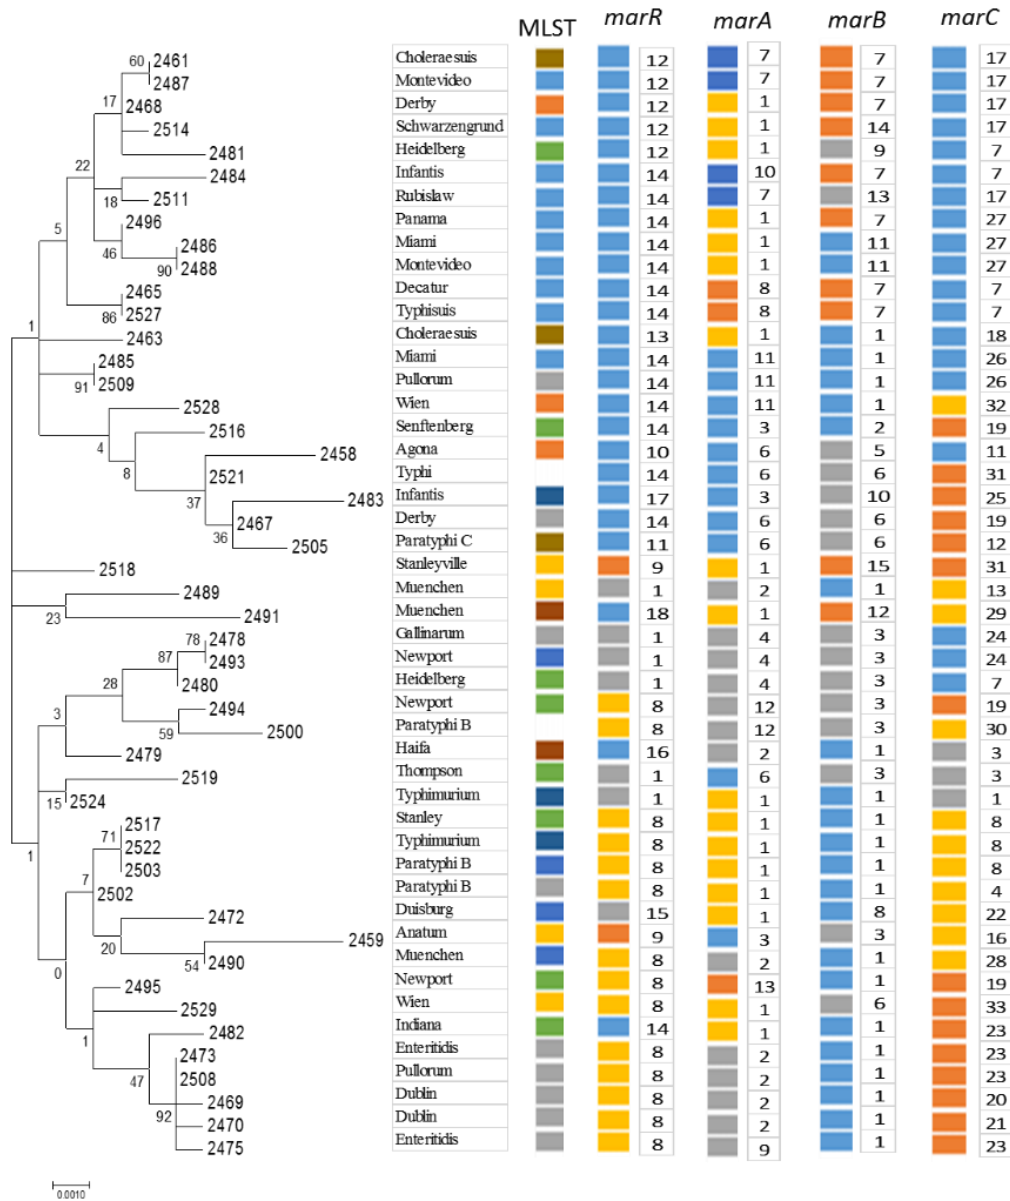 MLST marR marA marB marC
60 2461 Choleraesuis 12 7 7 17
2487 Montevideo 12 7 7 17
17 2468 Derby 12 1 7 17
2514 Schwarzengrund 12 1 14 17
2481 Heidelberg 12 1 9 7
22
2484 Infantis 14 10 7 7
18 2511 Rubislaw 14 7 13 17
2496 Panama 14 1 7 27
5
2486 Miami 14 1 11 27
46
90 2488 Montevideo 14 1 11 27
2465 Decatur 14 8 7 7
86 2527 Typhisuis 14 8 7 7
1
2463 Choleraesuis 13 1 1 18
2485 Miami 14 11 1 26
91 2509 Pullorum 14 11 1 26
2528 Wien 14 11 1 32
2516 Senftenberg 14 3 2 19
4
2458 Agona 10 6 5 11
8 2521 Typhi 14 6 6 31
37 2483 Infantis 17 3 10 25
2467 Derby 14 6 6 19
36
2505 Paratyphi C 11 6 6 12
2518 Stanleyville 9 1 15 31
2489 Muenchen 1 2 1 13
23 2491 Muenchen 18 1 12 29
78 2478 Gallinarum 1 4 3 24
87 2493 Newport 1 4 3 24
28 2480 Heidelberg 1 4 3 7
3 2494 Newport 8 12 3 19
59 2500 Paratyphi B 8 12 3 30
2479 Haifa 16 2 1 3
2519 Thompson 1 6 3 3
15 2524 Typhimurium 1 1 1 1
2517 Stanley 8 1 1 8
71 2522 Typhimurium 8 1 1 8
1
2503 Paratyphi B 8 1 1 8
7
2502 Paratyphi B 8 1 1 4
2472 Duisburg 15 1 8 22
20 2459 Anatum 9 3 3 16
54 2490 Muenchen 8 2 1 28
0
2495 Newport 8 13 1 19
2529 Wien 8 1 6 33
2482 Indiana 14 1 1 23
1
2473 Enteritidis 8 2 1 23
47 2508 Pullorum 8 2 1 23
2469 Dublin 8 2 1 20
92
2470 Dublin 8 2 1 21
2475 Enteritidis 8 9 1 23
0.0010